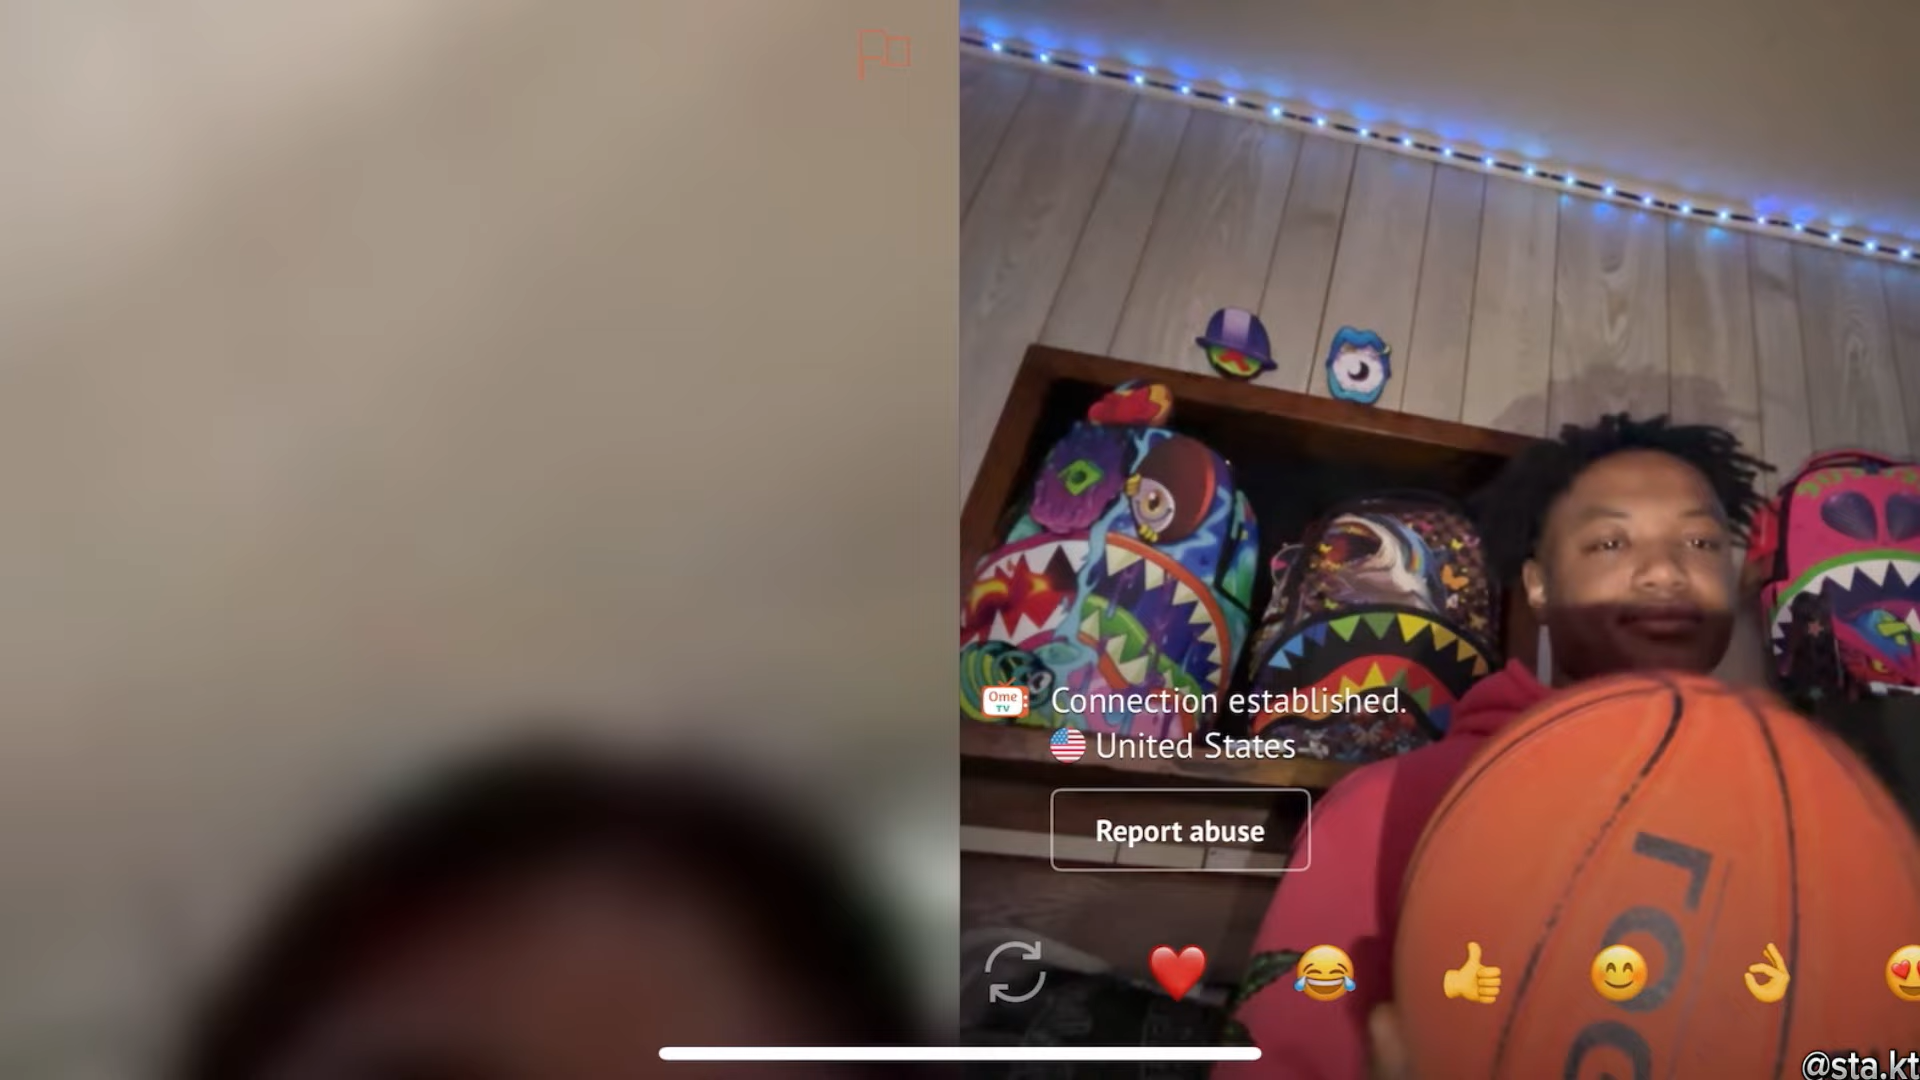 Ome
TV
Connection established.
United States
Report abuse
@sta.kt